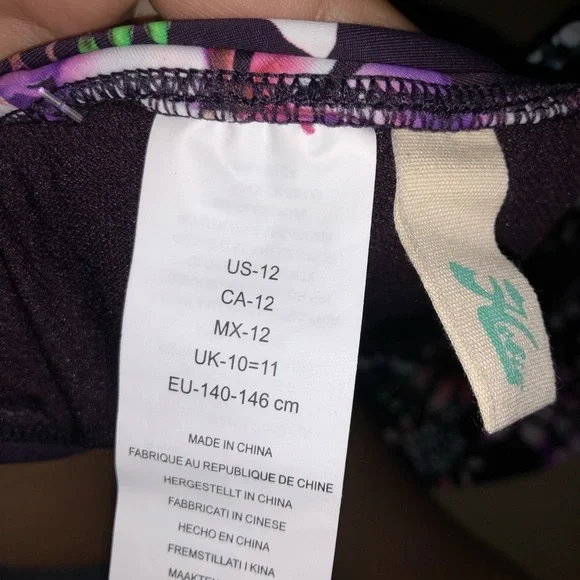 US-12
CA-12
MX-12
UK-10=11
EU-140-146 cm
MADE IN CHINA
FABRIQUE AU REPUBLIQUE DE CHINE
HERGESTELLT IN CHINA
FABBRICATI IN CINESE
HECHO EN CHINA
FREMSTILLATI I KINA